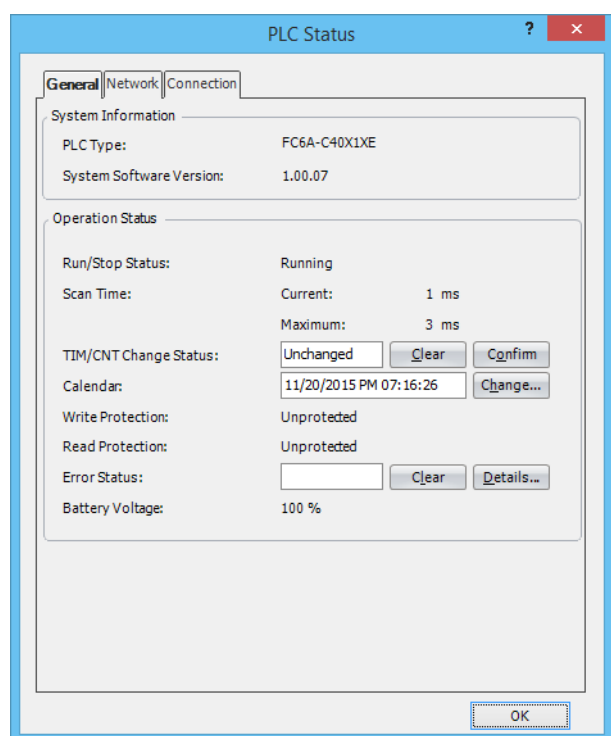 PLC Status ? ×
General Network Connection
System Information
PLC Type: FC6A-C40X1XE
System Software Version: 1.00.07
Operation Status
Run/Stop Status: Running
Scan Time: Current: 1 ms
Maximum: 3 ms
TIM/CNT Change Status: Unchanged Clear Confirm
Calendar: 11/20/2015 PM 07:16:26 Change...
Write Protection: Unprotected
Read Protection: Unprotected
Error Status: Clear Details...
Battery Voltage: 100 %
OK